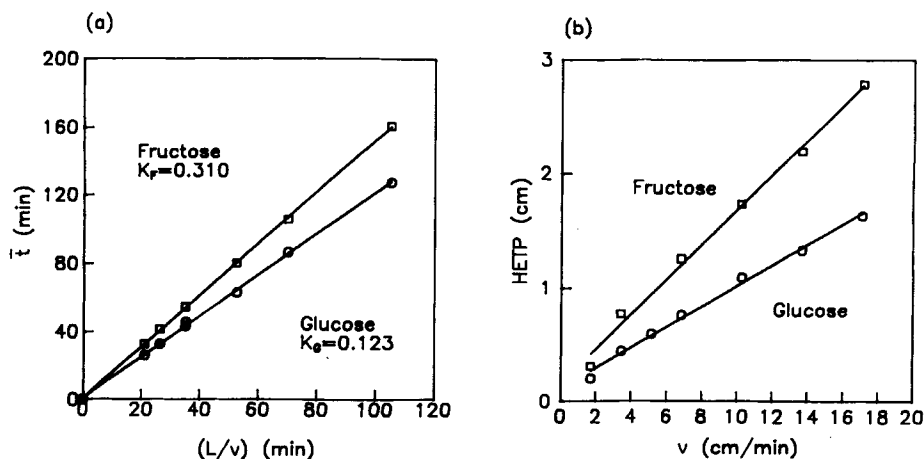 (a)
200
160
120
80
40
0
t̄ (min)
Fructose
K_F=0.310
Glucose
K_G=0.123
0 20 40 60 80 100 120
(L/v) (min)
(b)
3
2
1
0
HETP (cm)
Fructose
Glucose
0 2 4 6 8 10 12 14 16 18 20
v (cm/min)